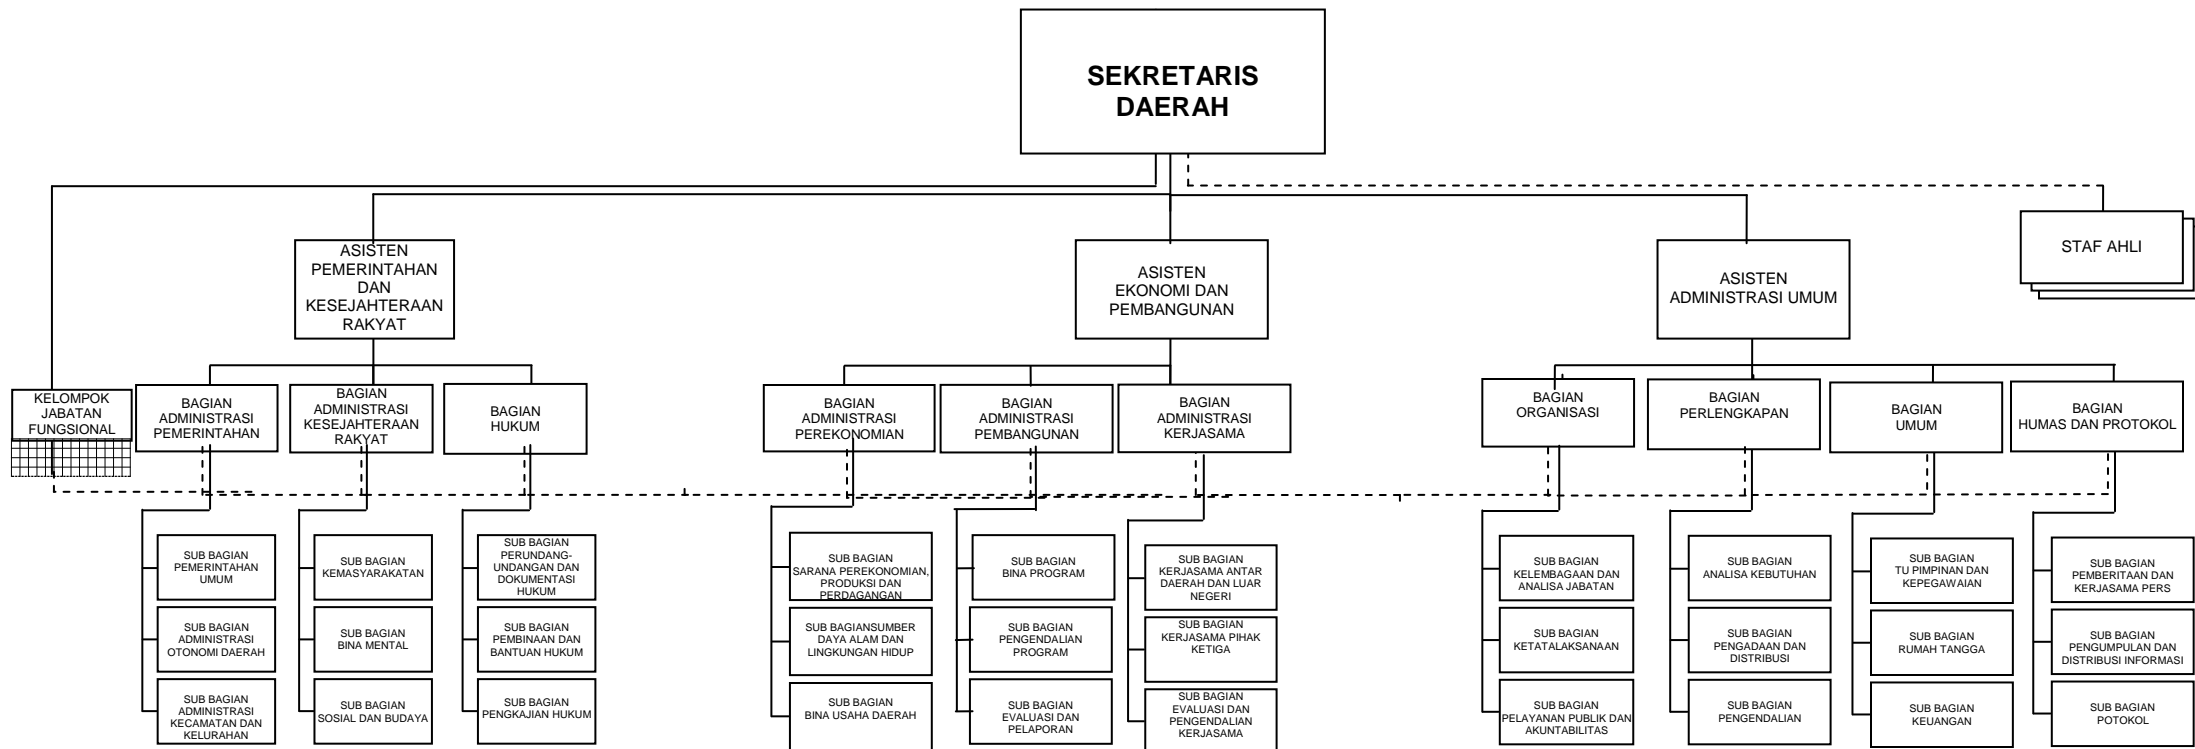 SEKRETARIS
DAERAH
STAF AHLI
ASISTEN
PEMERINTAHAN
DAN
KESEJAHTERAAN
RAKYAT
ASISTEN
EKONOMI DAN
PEMBANGUNAN
ASISTEN
ADMINISTRASI UMUM
KELOMPOK
JABATAN
FUNGSIONAL
BAGIAN
ADMINISTRASI
PEMERINTAHAN
BAGIAN
ADMINISTRASI
KESEJAHTERAAN
RAKYAT
BAGIAN
HUKUM
BAGIAN
ADMINISTRASI
PEREKONOMIAN
BAGIAN
ADMINISTRASI
PEMBANGUNAN
BAGIAN
ADMINISTRASI
KERJASAMA
BAGIAN
ORGANISASI
BAGIAN
PERLENGKAPAN
BAGIAN
UMUM
BAGIAN
HUMAS DAN PROTOKOL
SUB BAGIAN
PEMERINTAHAN
UMUM
SUB BAGIAN
KEMASYARAKATAN
SUB BAGIAN
PERUNDANG-
UNDANGAN DAN
DOKUMENTASI
HUKUM
SUB BAGIAN
SARANA PEREKONOMIAN,
PRODUKSI DAN
PERDAGANGAN
SUB BAGIAN
BINA PROGRAM
SUB BAGIAN
KERJASAMA ANTAR
DAERAH DAN LUAR
NEGERI
SUB BAGIAN
KELEMBAGAAN DAN
ANALISA JABATAN
SUB BAGIAN
ANALISA KEBUTUHAN
SUB BAGIAN
TU PIMPINAN DAN
KEPEGAWAIAN
SUB BAGIAN
PEMBERITAAN DAN
KERJASAMA PERS
SUB BAGIAN
ADMINISTRASI
OTONOMI DAERAH
SUB BAGIAN
BINA MENTAL
SUB BAGIAN
PEMBINAAN DAN
BANTUAN HUKUM
SUB BAGIANSUMBER
DAYA ALAM DAN
LINGKUNGAN HIDUP
SUB BAGIAN
PENGENDALIAN
PROGRAM
SUB BAGIAN
KERJASAMA PIHAK
KETIGA
SUB BAGIAN
KETATALAKSANAAN
SUB BAGIAN
PENGADAAN DAN
DISTRIBUSI
SUB BAGIAN
RUMAH TANGGA
SUB BAGIAN
PENGUMPULAN DAN
DISTRIBUSI INFORMASI
SUB BAGIAN
ADMINISTRASI
KECAMATAN DAN
KELURAHAN
SUB BAGIAN
SOSIAL DAN BUDAYA
SUB BAGIAN
PENGKAJIAN HUKUM
SUB BAGIAN
BINA USAHA DAERAH
SUB BAGIAN
EVALUASI DAN
PELAPORAN
SUB BAGIAN
EVALUASI DAN
PENGENDALIAN
KERJASAMA
SUB BAGIAN
PELAYANAN PUBLIK DAN
AKUNTABILITAS
SUB BAGIAN
PENGENDALIAN
SUB BAGIAN
KEUANGAN
SUB BAGIAN
POTOKOL